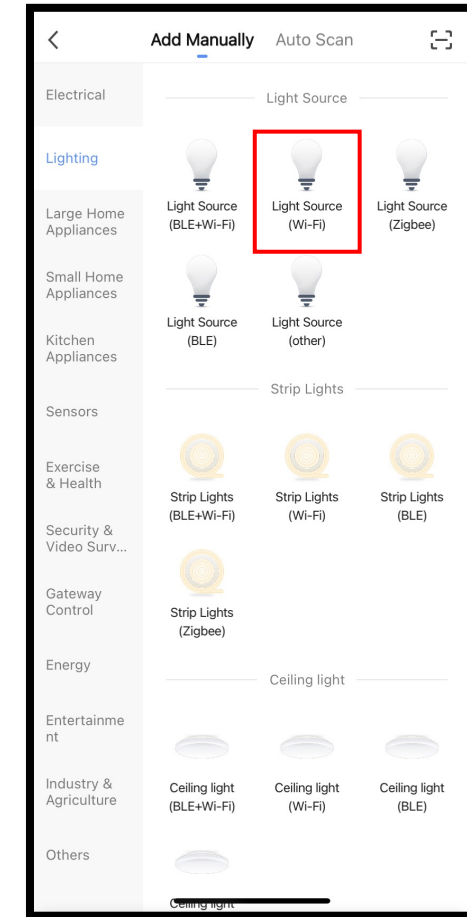 Add Manually Auto Scan
Electrical
Lighting
Large Home
Appliances
Small Home
Appliances
Kitchen
Appliances
Sensors
Exercise
& Health
Security &
Video Surv...
Gateway
Control
Energy
Entertainme
nt
Industry &
Agriculture
Others
Light Source
Light Source Light Source Light Source
(BLE+Wi-Fi) (Wi-Fi) (Zigbee)
Light Source Light Source
(BLE) (other)
Strip Lights
Strip Lights Strip Lights Strip Lights
(BLE+Wi-Fi) (Wi-Fi) (BLE)
Strip Lights
(Zigbee)
Ceiling light
Ceiling light Ceiling light Ceiling light
(BLE+Wi-Fi) (Wi-Fi) (BLE)
Ceiling light